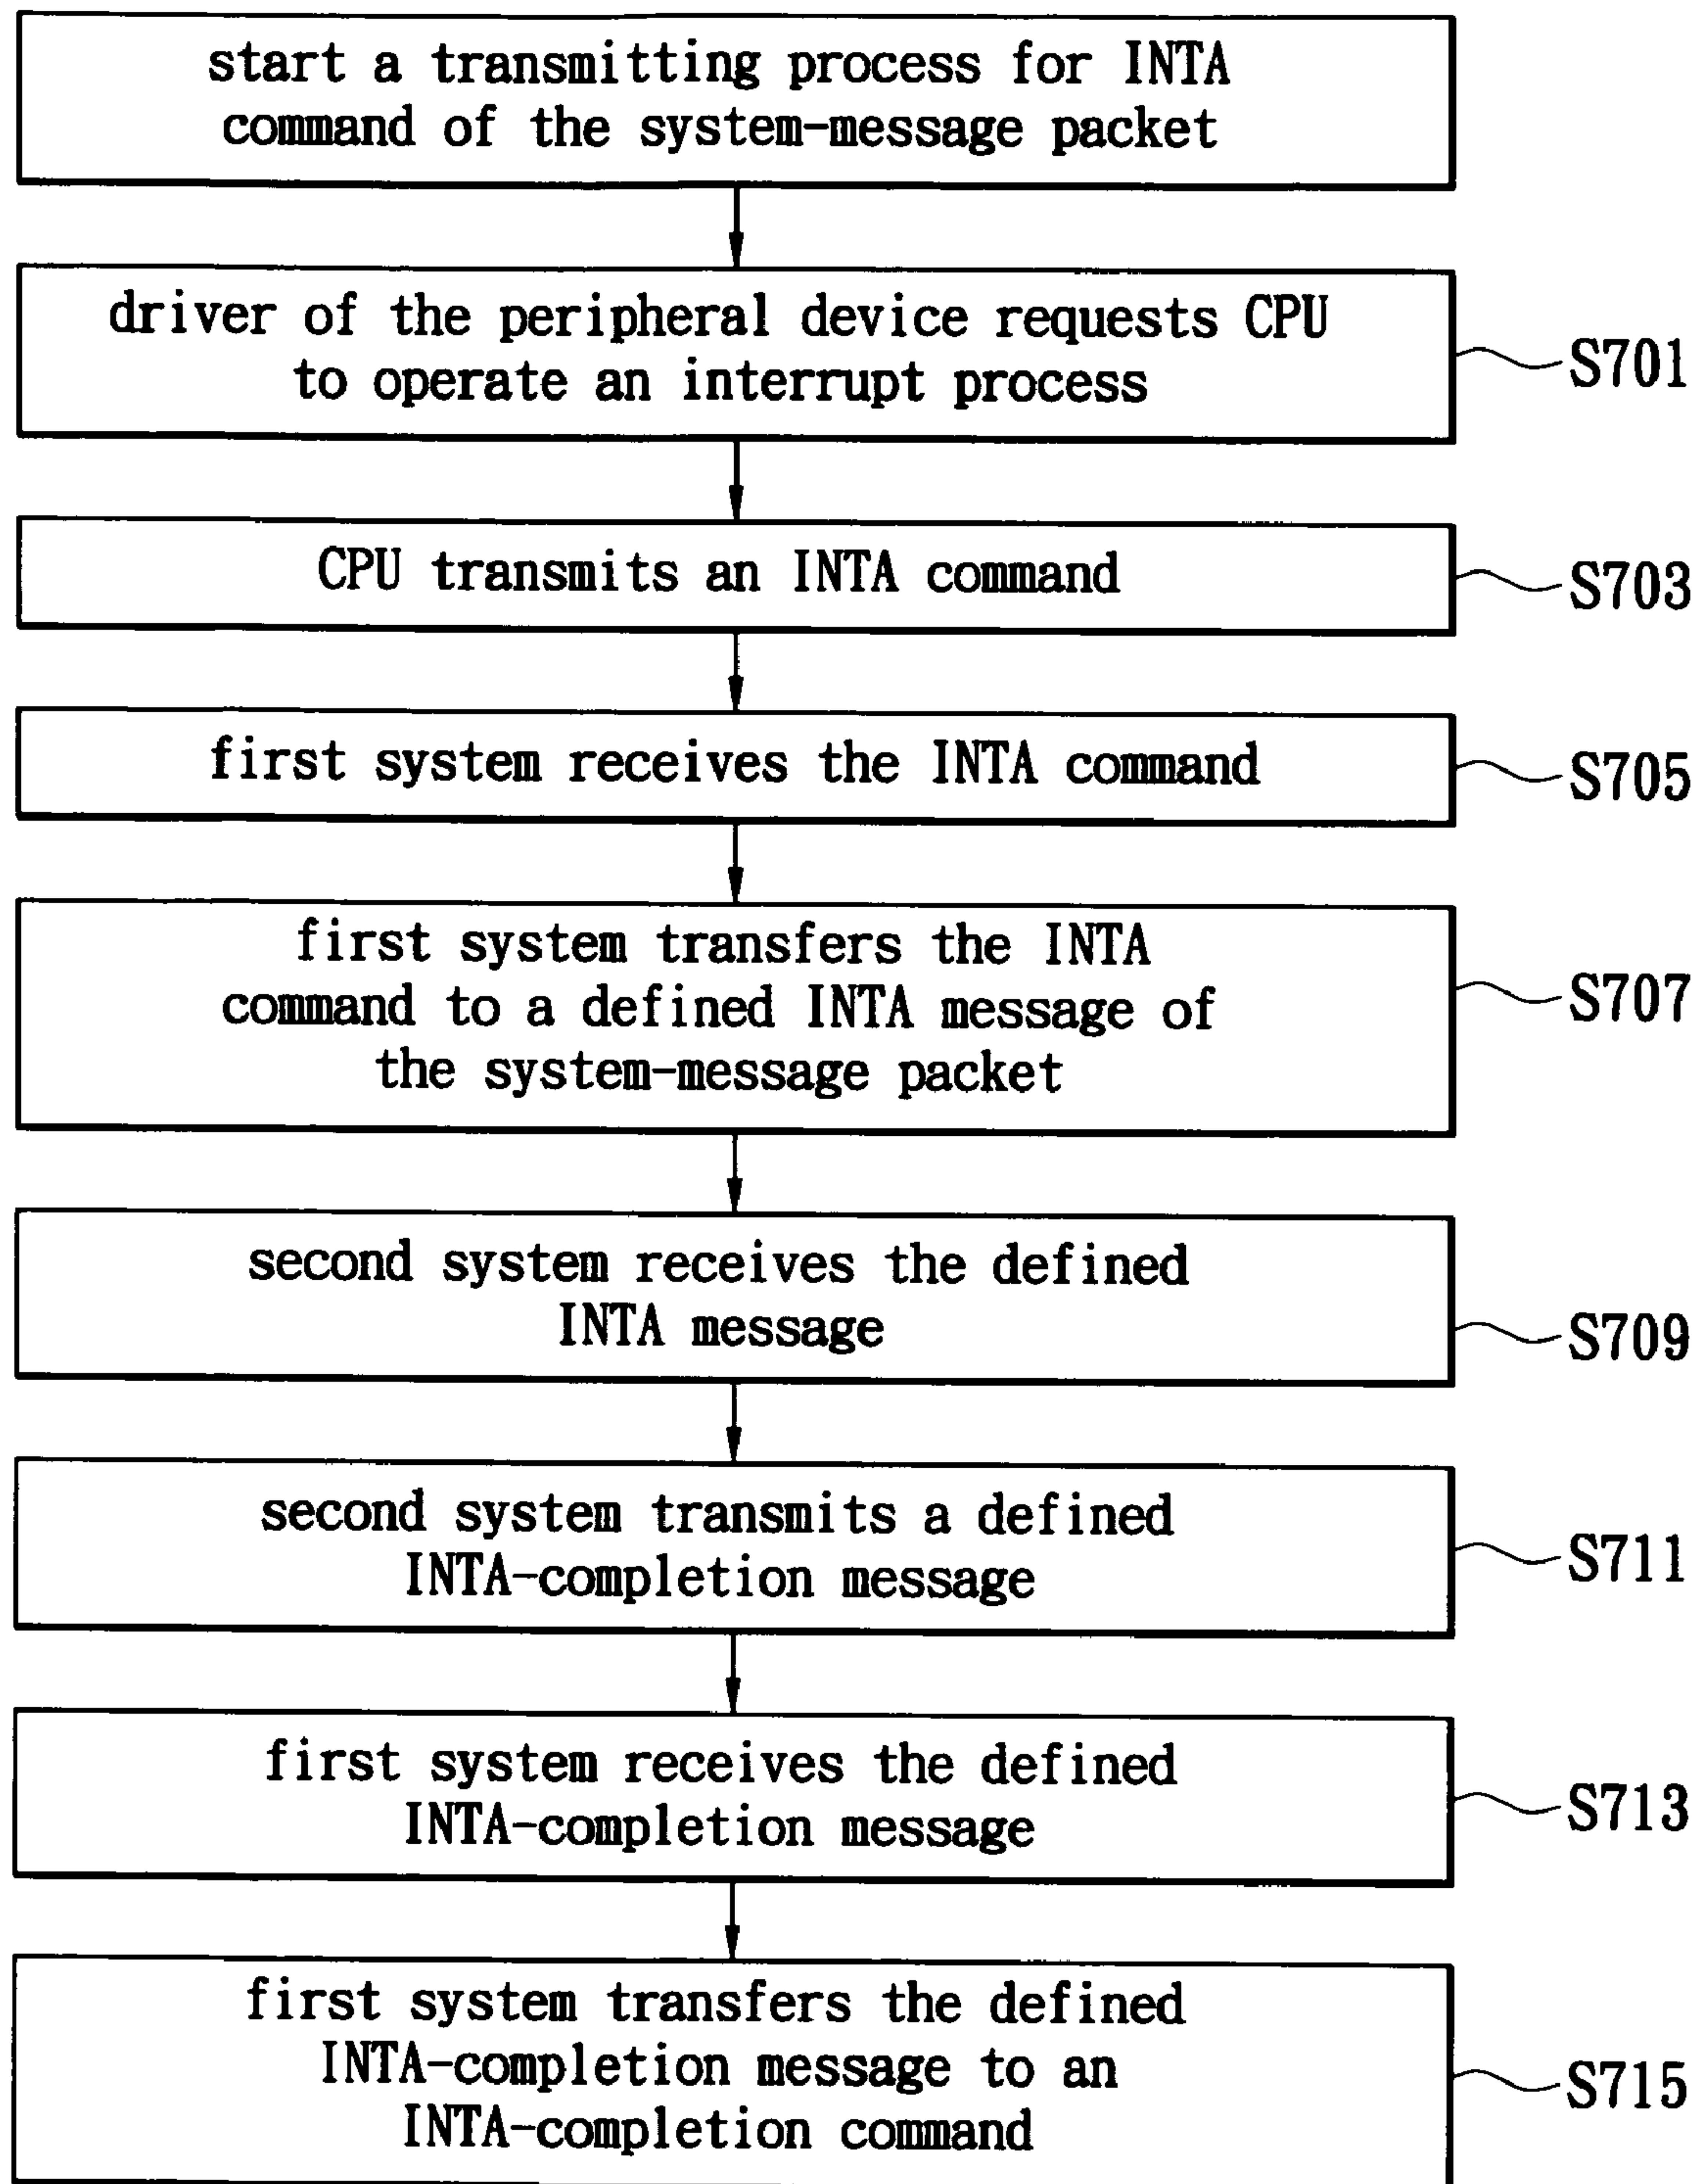 start a transmitting process for INTA
command of the system-message packet
driver of the peripheral device requests CPU
to operate an interrupt process
S701
CPU transmits an INTA command
S703
first system receives the INTA command
S705
first system transfers the INTA
command to a defined INTA message of
the system-message packet
S707
second system receives the defined
INTA message
S709
second system transmits a defined
INTA-completion message
S711
first system receives the defined
INTA-completion message
S713
first system transfers the defined
INTA-completion message to an
INTA-completion command
S715